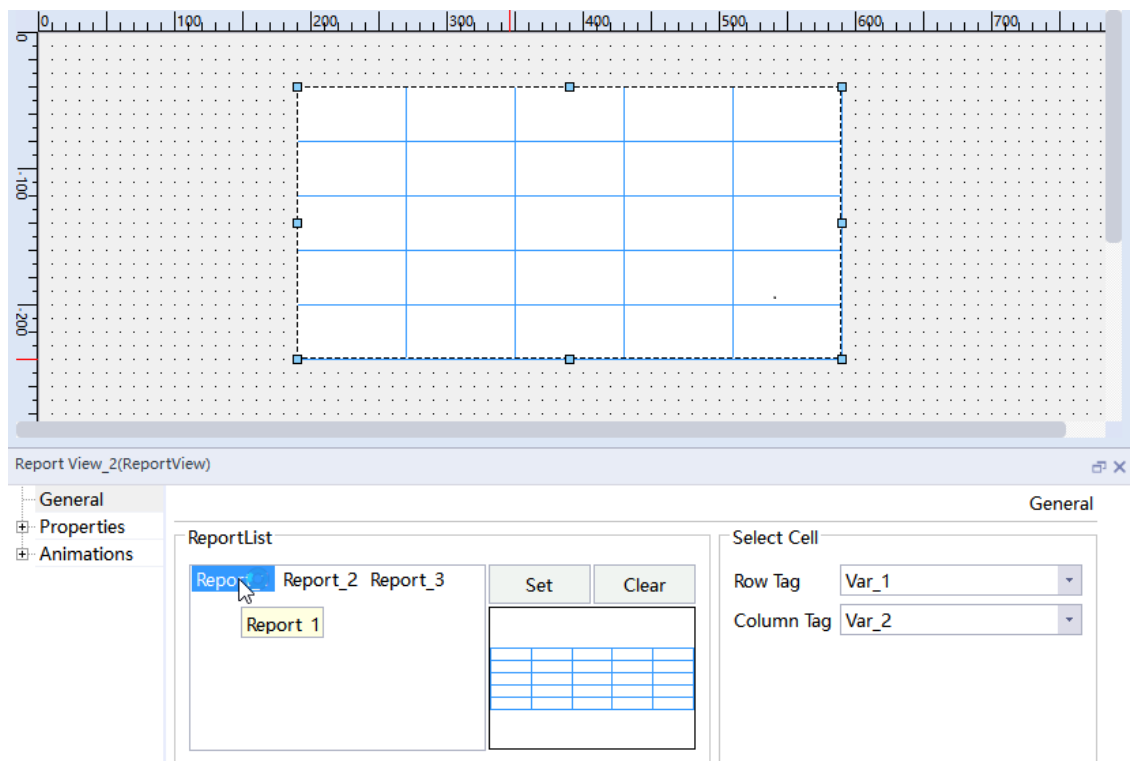 0 100 200 300 400 500 600 700
0
100
200
Report View_2(ReportView)
General
Properties
Animations
General
ReportList
Report_ Report_2 Report_3
Report 1
Set Clear
Select Cell
Row Tag Var_1
Column Tag Var_2